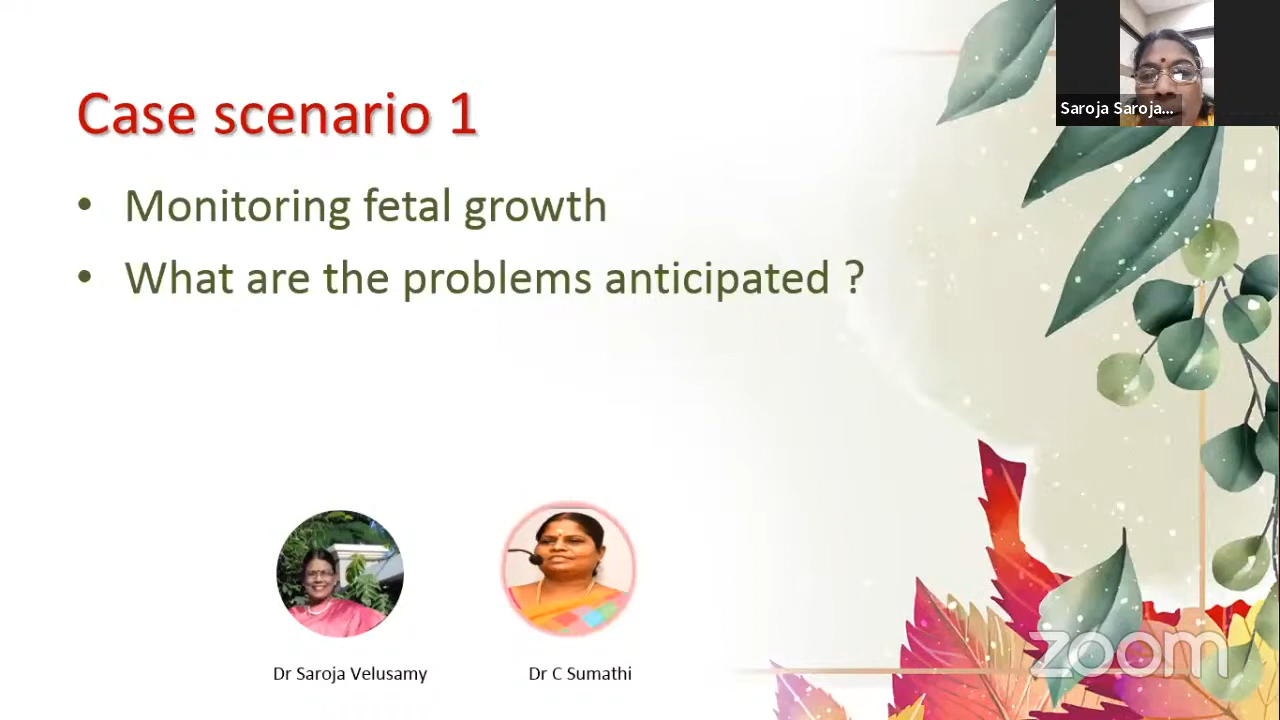 Saroja Saroja...
Case scenario 1
• Monitoring fetal growth
• What are the problems anticipated ?
Dr Saroja Velusamy
Dr C Sumathi
zoom